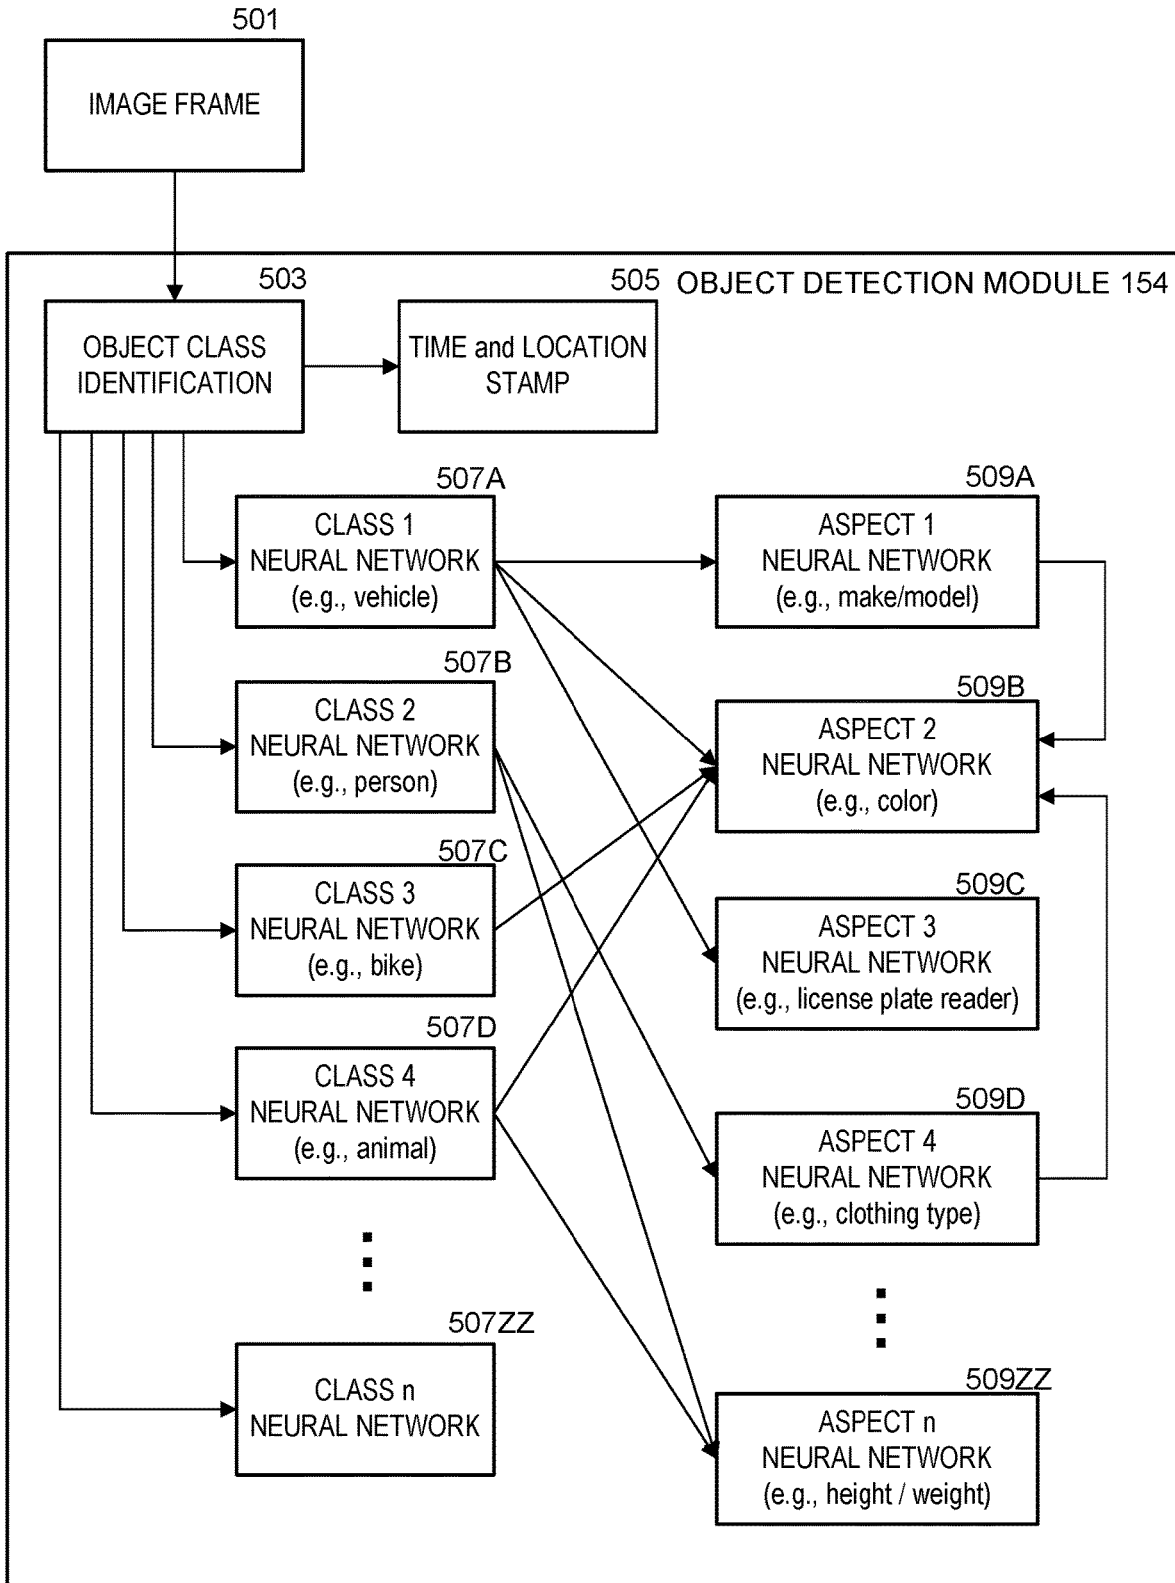 501
IMAGE FRAME
503
505
OBJECT DETECTION MODULE 154
OBJECT CLASS
IDENTIFICATION
TIME and LOCATION
STAMP
507A
CLASS 1
NEURAL NETWORK
(e.g., vehicle)
509A
ASPECT 1
NEURAL NETWORK
(e.g., make/model)
507B
CLASS 2
NEURAL NETWORK
(e.g., person)
509B
ASPECT 2
NEURAL NETWORK
(e.g., color)
507C
CLASS 3
NEURAL NETWORK
(e.g., bike)
509C
ASPECT 3
NEURAL NETWORK
(e.g., license plate reader)
507D
CLASS 4
NEURAL NETWORK
(e.g., animal)
509D
ASPECT 4
NEURAL NETWORK
(e.g., clothing type)
507ZZ
CLASS n
NEURAL NETWORK
509ZZ
ASPECT n
NEURAL NETWORK
(e.g., height / weight)